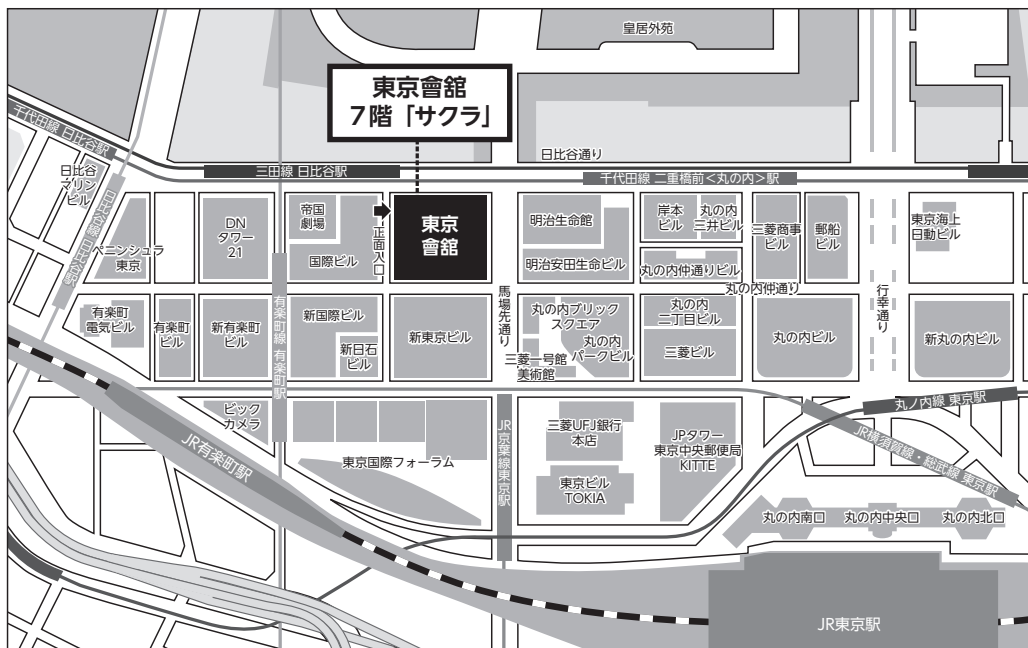 皇居外苑
東京會舘
7階「サクラ」
日比谷通り
千代田線 日比谷駅
三田線 日比谷駅
千代田線 二重橋前<丸の内>駅
日比谷
マリン
ビル
日比谷線 日比谷駅
ペニンシュラ
東京
DN
タワー
21
帝国
劇場
国際ビル
正面入口
東京
會舘
明治生命館
明治安田生命ビル
岸本
ビル
丸の内
三井ビル
丸の内仲通りビル
三菱商事
ビル
郵船
ビル
東京海上
日動ビル
丸の内仲通り
有楽町
電気ビル
有楽町
ビル
新有楽町
ビル
有楽町線 有楽町駅
新国際ビル
新日石
ビル
新東京ビル
馬場先通り
丸の内ブリック
スクエア
丸の内
パークビル
三菱一号館
美術館
丸の内
二丁目ビル
三菱ビル
丸の内ビル
行幸通り
新丸の内ビル
丸ノ内線 東京駅
JR有楽町駅
ビック
カメラ
東京国際フォーラム
JR京葉線東京駅
三菱UFJ銀行
本店
東京ビル
TOKIA
JPタワー
東京中央郵便局
KITTE
JR横須賀線・総武線 東京駅
丸の内南口
丸の内中央口
丸の内北口
JR東京駅